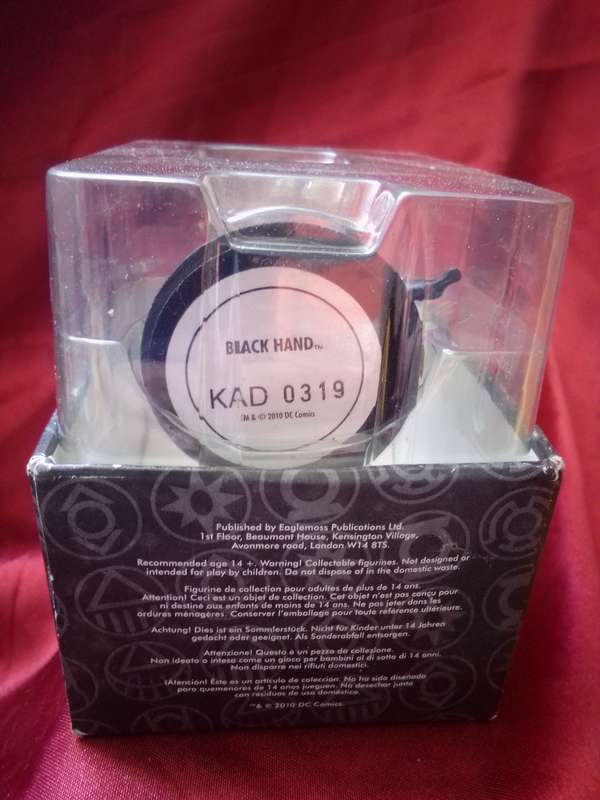 BLACK HAND™
KAD 0319
™ & © 2010 DC Comics
Published by Eaglemoss Publications Ltd.
1st Floor, Beaumont House, Kensington Village,
Avonmore road, London W14 8TS.
Recommended age 14 +. Warning! Collectable figurines. Not designed or
intended for play by children. Do not dispose of in the domestic waste.
Figurine de collection pour adultes de plus de 14 ans.
Attention! Ceci est un objet de collection. Cet objet n'est pas conçu pour
ni destiné aux enfants de moins de 14 ans. Ne pas jeter dans les
ordures ménagères. Conserver l'emballage pour toute référence ultérieure.
Achtung! Dies ist ein Sammlerstück. Nicht für Kinder unter 14 Jahren
gedacht oder geeignet. Als Sonderabfall entsorgen.
Attenzione! Questo è un pezzo da collezione.
Non ideato o inteso come un gioco per bambini al di sotto di 14 anni.
Non disparre nei rifiuti domestici.
¡Atención! Éste es un articulo de coleccion. No ha sido diseñado
para quemenores de 14 años jueguen. No desechar junto
con residuos de uso doméstico.
™& © 2010 DC Comics.